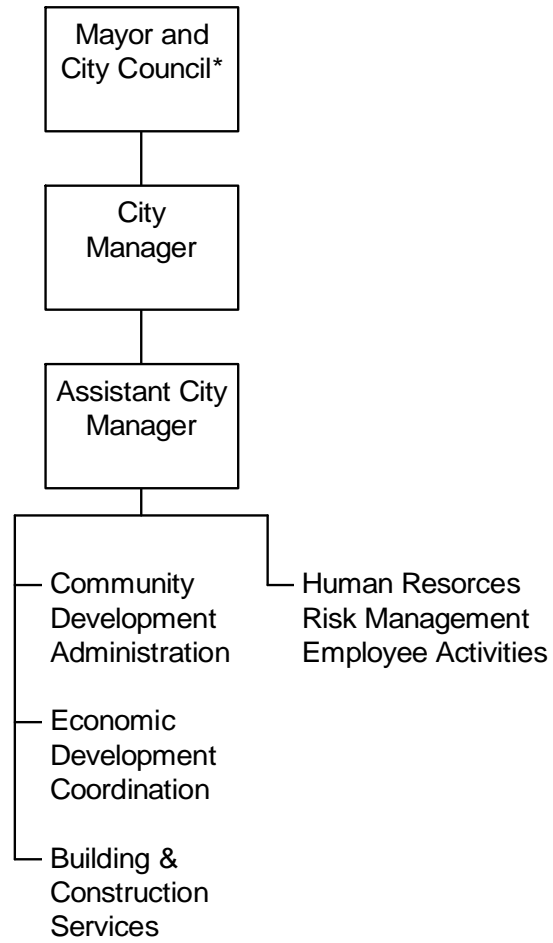 Mayor and
City Council*
City
Manager
Assistant City
Manager
Community
Development
Administration
Economic
Development
Coordination
Building &
Construction
Services
Human Resorces
Risk Management
Employee Activities